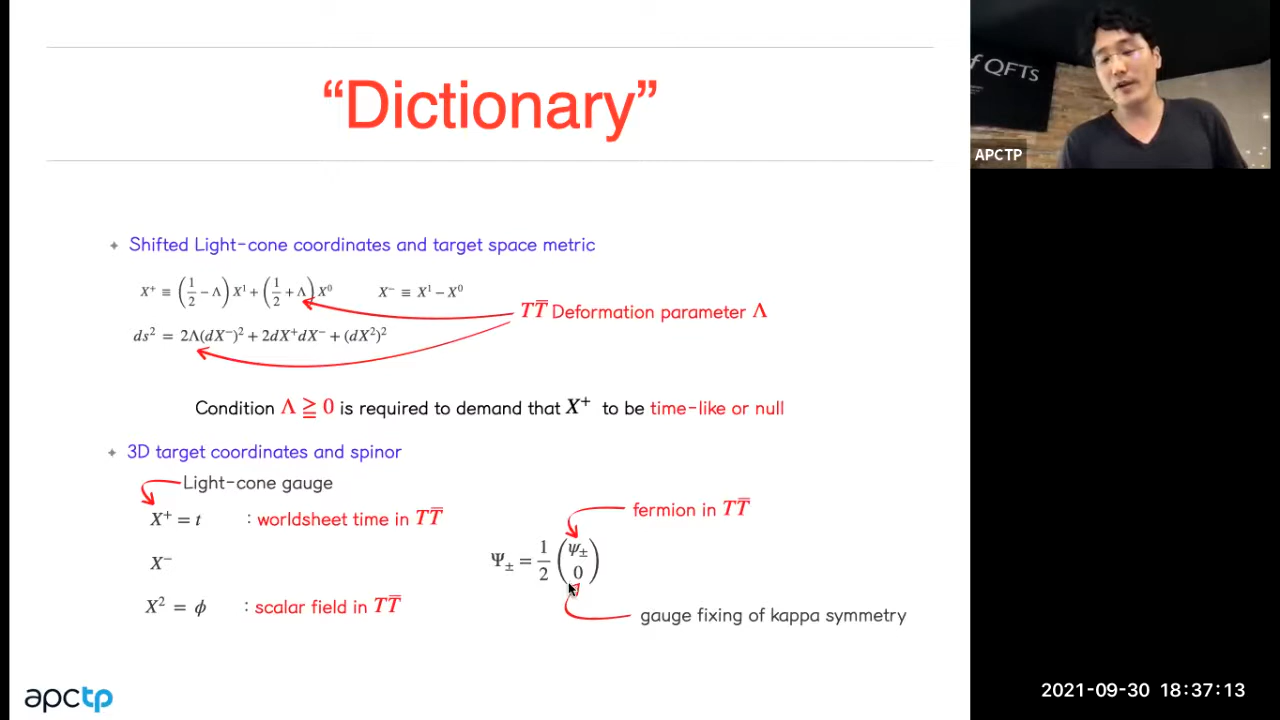 “Dictionary”
f QFTs
APCTP
Shifted Light-cone coordinates and target space metric
X⁺ ≡ (1/2 − Λ) X¹ + (1/2 + Λ) X⁰   X⁻ ≡ X¹ − X⁰
TT̅ Deformation parameter Λ
ds² = 2Λ(dX⁻)² + 2dX⁺dX⁻ + (dX²)²
Condition Λ ≧ 0 is required to demand that X⁺ to be time-like or null
3D target coordinates and spinor
Light-cone gauge
X⁺ = t : worldsheet time in TT̅
fermion in TT̅
X⁻
Ψ± = 1/2 (ψ± 0)
X² = ϕ : scalar field in TT̅
gauge fixing of kappa symmetry
apctp
2021-09-30 18:37:13